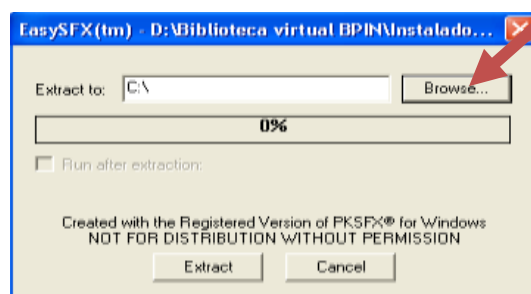 EasySFX(tm) - D:\Biblioteca virtual BPIN\Instalado...
Extract to: C:\ Browse...
0%
Run after extraction:
Created with the Registered Version of PKSFX® for Windows
NOT FOR DISTRIBUTION WITHOUT PERMISSION
Extract Cancel